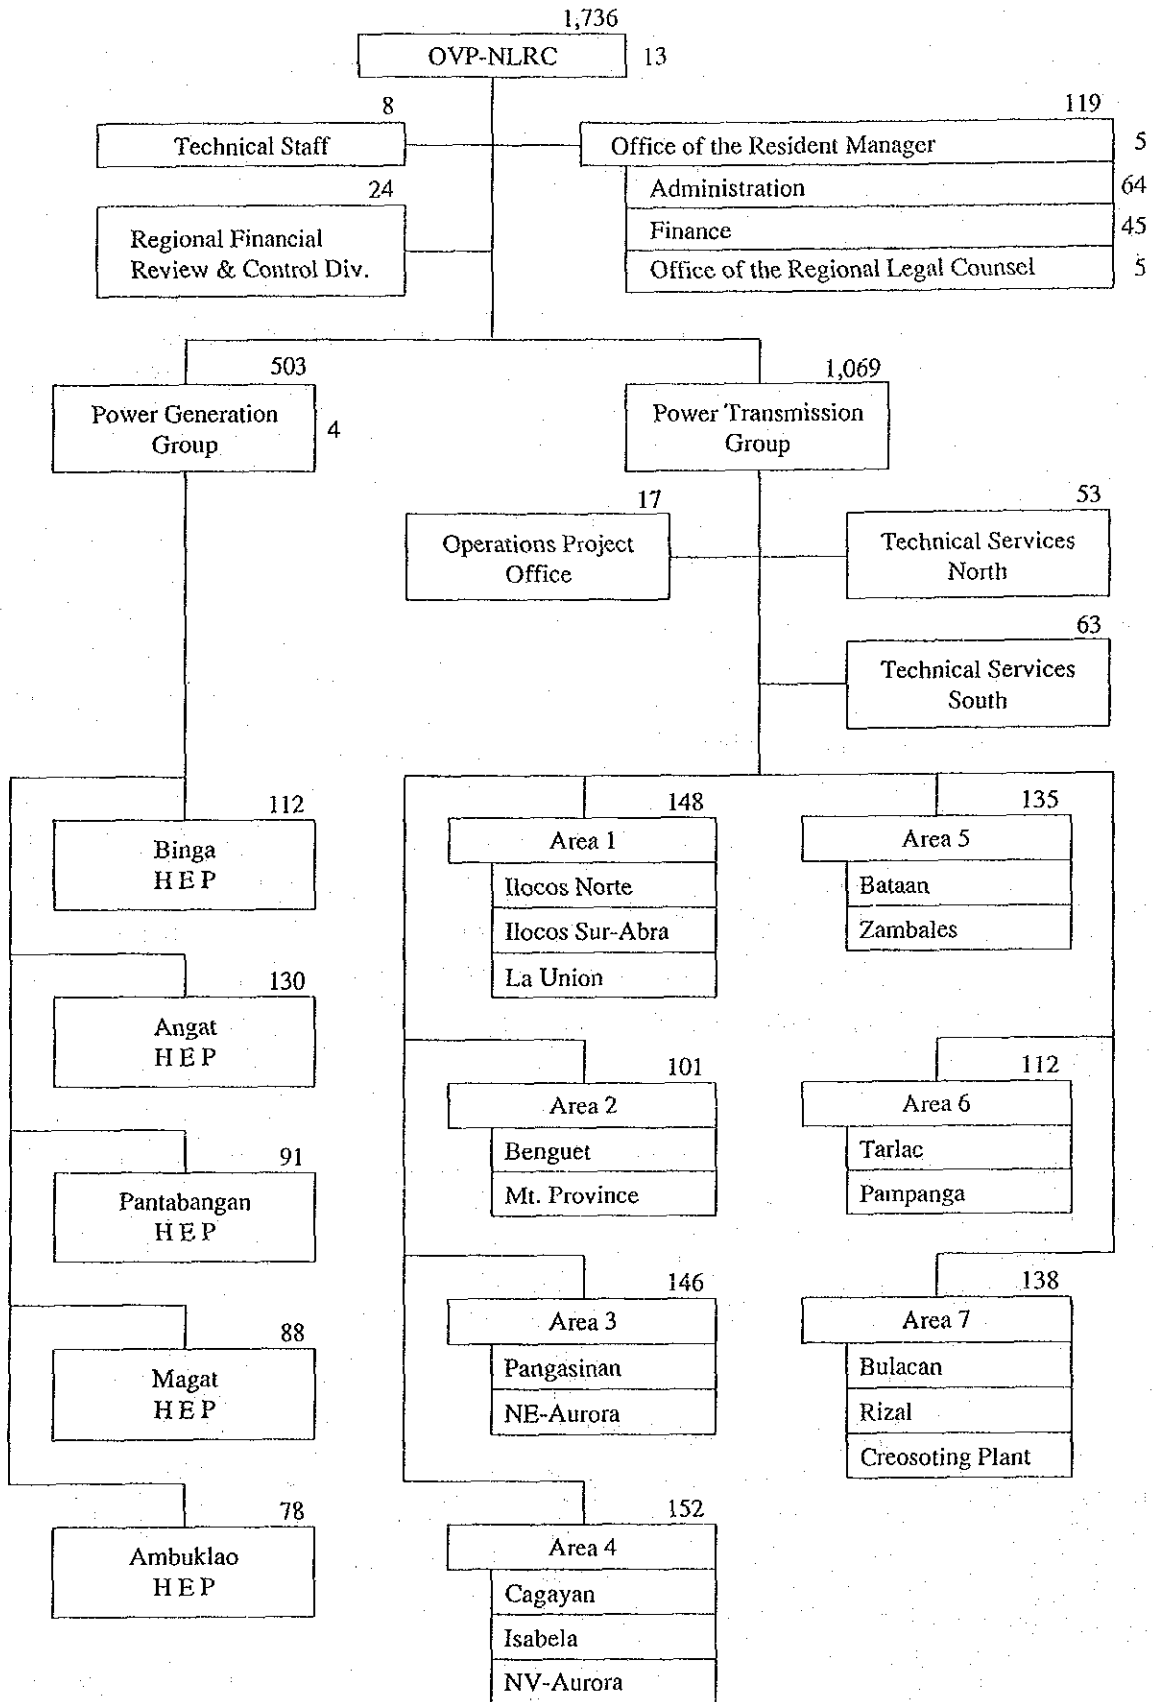 1,736
OVP-NLRC 13
8
Technical Staff
119
Office of the Resident Manager 5
Administration 64
Finance 45
Office of the Regional Legal Counsel 5
24
Regional Financial
Review & Control Div.
503
Power Generation
Group
4
1,069
Power Transmission
Group
17
Operations Project
Office
53
Technical Services
North
63
Technical Services
South
112
Binga
H E P
130
Angat
H E P
91
Pantabangan
H E P
88
Magat
H E P
78
Ambuklao
H E P
148
Area 1
Ilocos Norte
Ilocos Sur-Abra
La Union
101
Area 2
Benguet
Mt. Province
146
Area 3
Pangasinan
NE-Aurora
152
Area 4
Cagayan
Isabela
NV-Aurora
135
Area 5
Bataan
Zambales
112
Area 6
Tarlac
Pampanga
138
Area 7
Bulacan
Rizal
Creosoting Plant